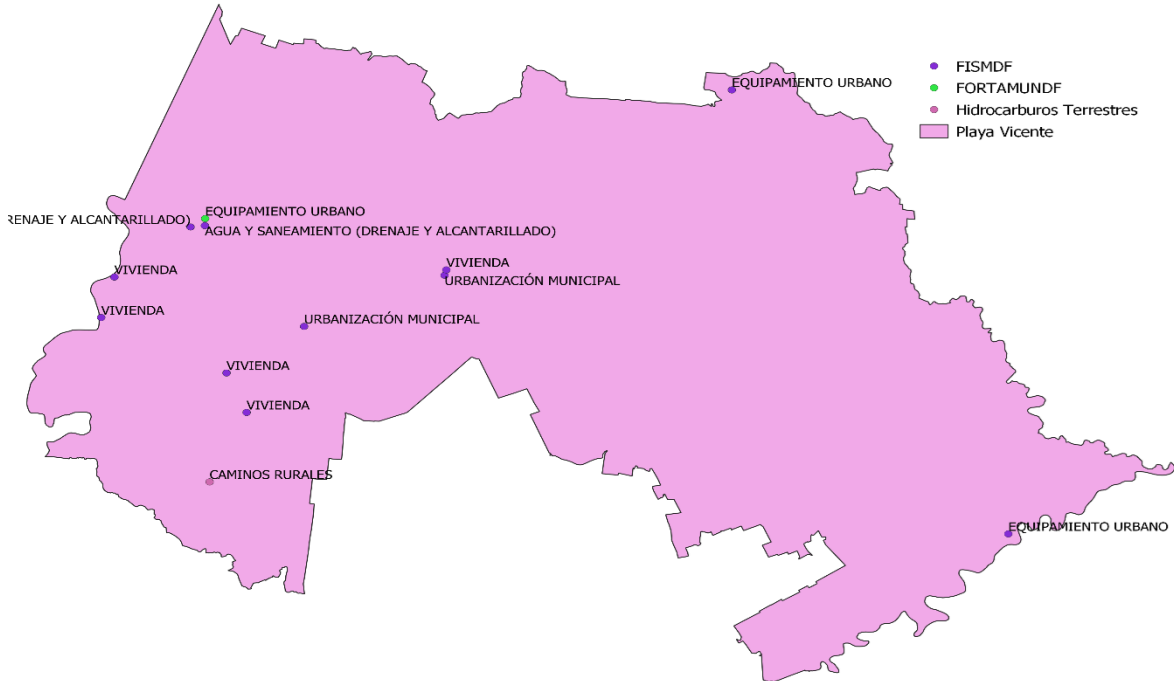 EQUIPAMIENTO URBANO
FISMDF
FORTAMUNDF
Hidrocarburos Terrestres
Playa Vicente
EQUIPAMIENTO URBANO
RENAJE Y ALCANTARILLADO)
AGUA Y SANEAMIENTO (DRENAJE Y ALCANTARILLADO)
VIVIENDA
VIVIENDA
URBANIZACIÓN MUNICIPAL
VIVIENDA
URBANIZACIÓN MUNICIPAL
VIVIENDA
VIVIENDA
CAMINOS RURALES
EQUIPAMIENTO URBANO